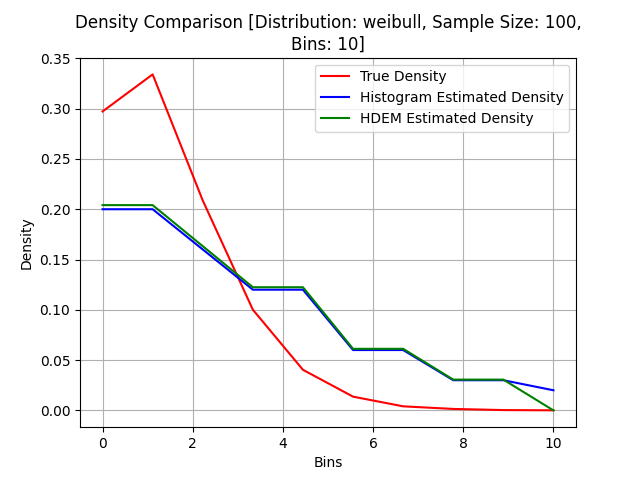 Density Comparison [Distribution: weibull, Sample Size: 100,
Bins: 10]
True Density
Histogram Estimated Density
HDEM Estimated Density
Density
0.35
0.30
0.25
0.20
0.15
0.10
0.05
0.00
0 2 4 6 8 10
Bins